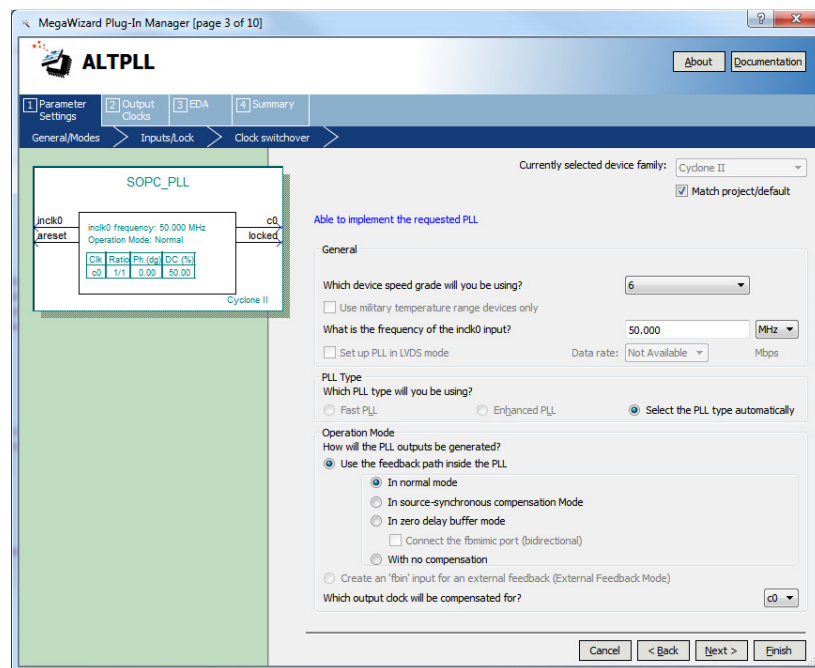 MegaWizard Plug-In Manager [page 3 of 10]
ALTPLL
About
Documentation
1 Parameter Settings
2 Output Clocks
3 EDA
4 Summary
General/Modes
Inputs/Lock
Clock switchover
SOPC_PLL
inclk0
areset
inclk0 frequency: 50.000 MHz
Operation Mode: Normal
Clk Ratio Ph (dg) DC (%)
c0 1/1 0.00 50.00
c0
locked
Cyclone II
Currently selected device family:
Cyclone II
Match project/default
Able to implement the requested PLL
General
Which device speed grade will you be using?
6
Use military temperature range devices only
What is the frequency of the inclk0 input?
50.000
MHz
Set up PLL in LVDS mode
Data rate:
Not Available
Mbps
PLL Type
Which PLL type will you be using?
Fast PLL
Enhanced PLL
Select the PLL type automatically
Operation Mode
How will the PLL outputs be generated?
Use the feedback path inside the PLL
In normal mode
In source-synchronous compensation Mode
In zero delay buffer mode
Connect the fbmimic port (bidirectional)
With no compensation
Create an 'fbin' input for an external feedback (External Feedback Mode)
Which output clock will be compensated for?
c0
Cancel
< Back
Next >
Finish